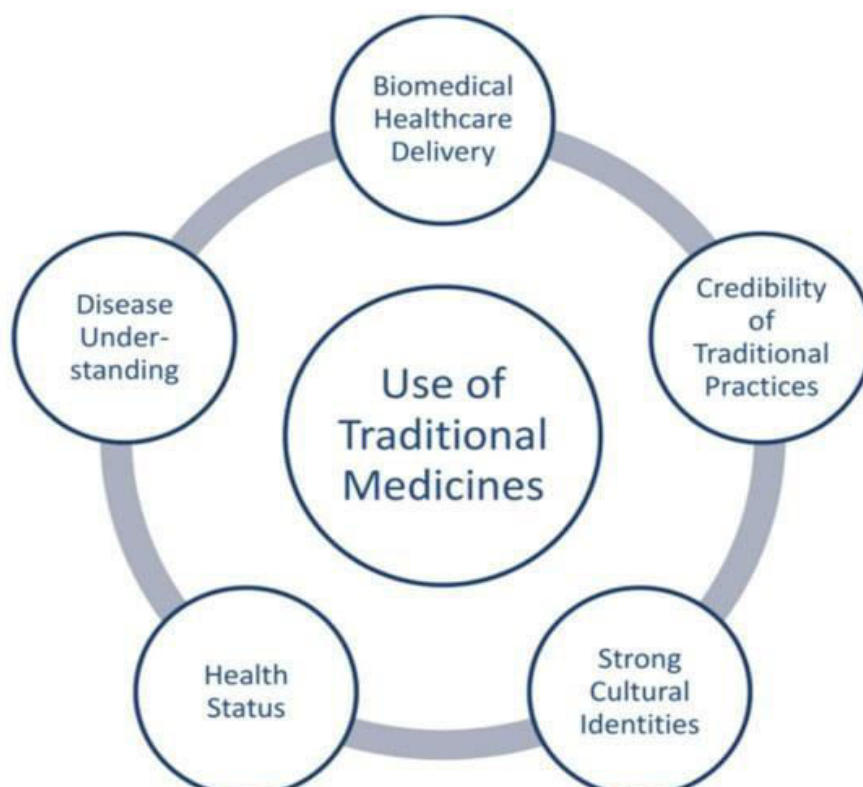 Biomedical
Healthcare
Delivery
Credibility
of
Traditional
Practices
Strong
Cultural
Identities
Health
Status
Disease
Under-
standing
Use of
Traditional
Medicines